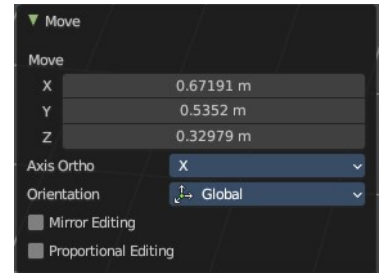 Move
Move
X 0.67191 m
Y 0.5352 m
Z 0.32979 m
Axis Ortho X
Orientation Global
Mirror Editing
Proportional Editing